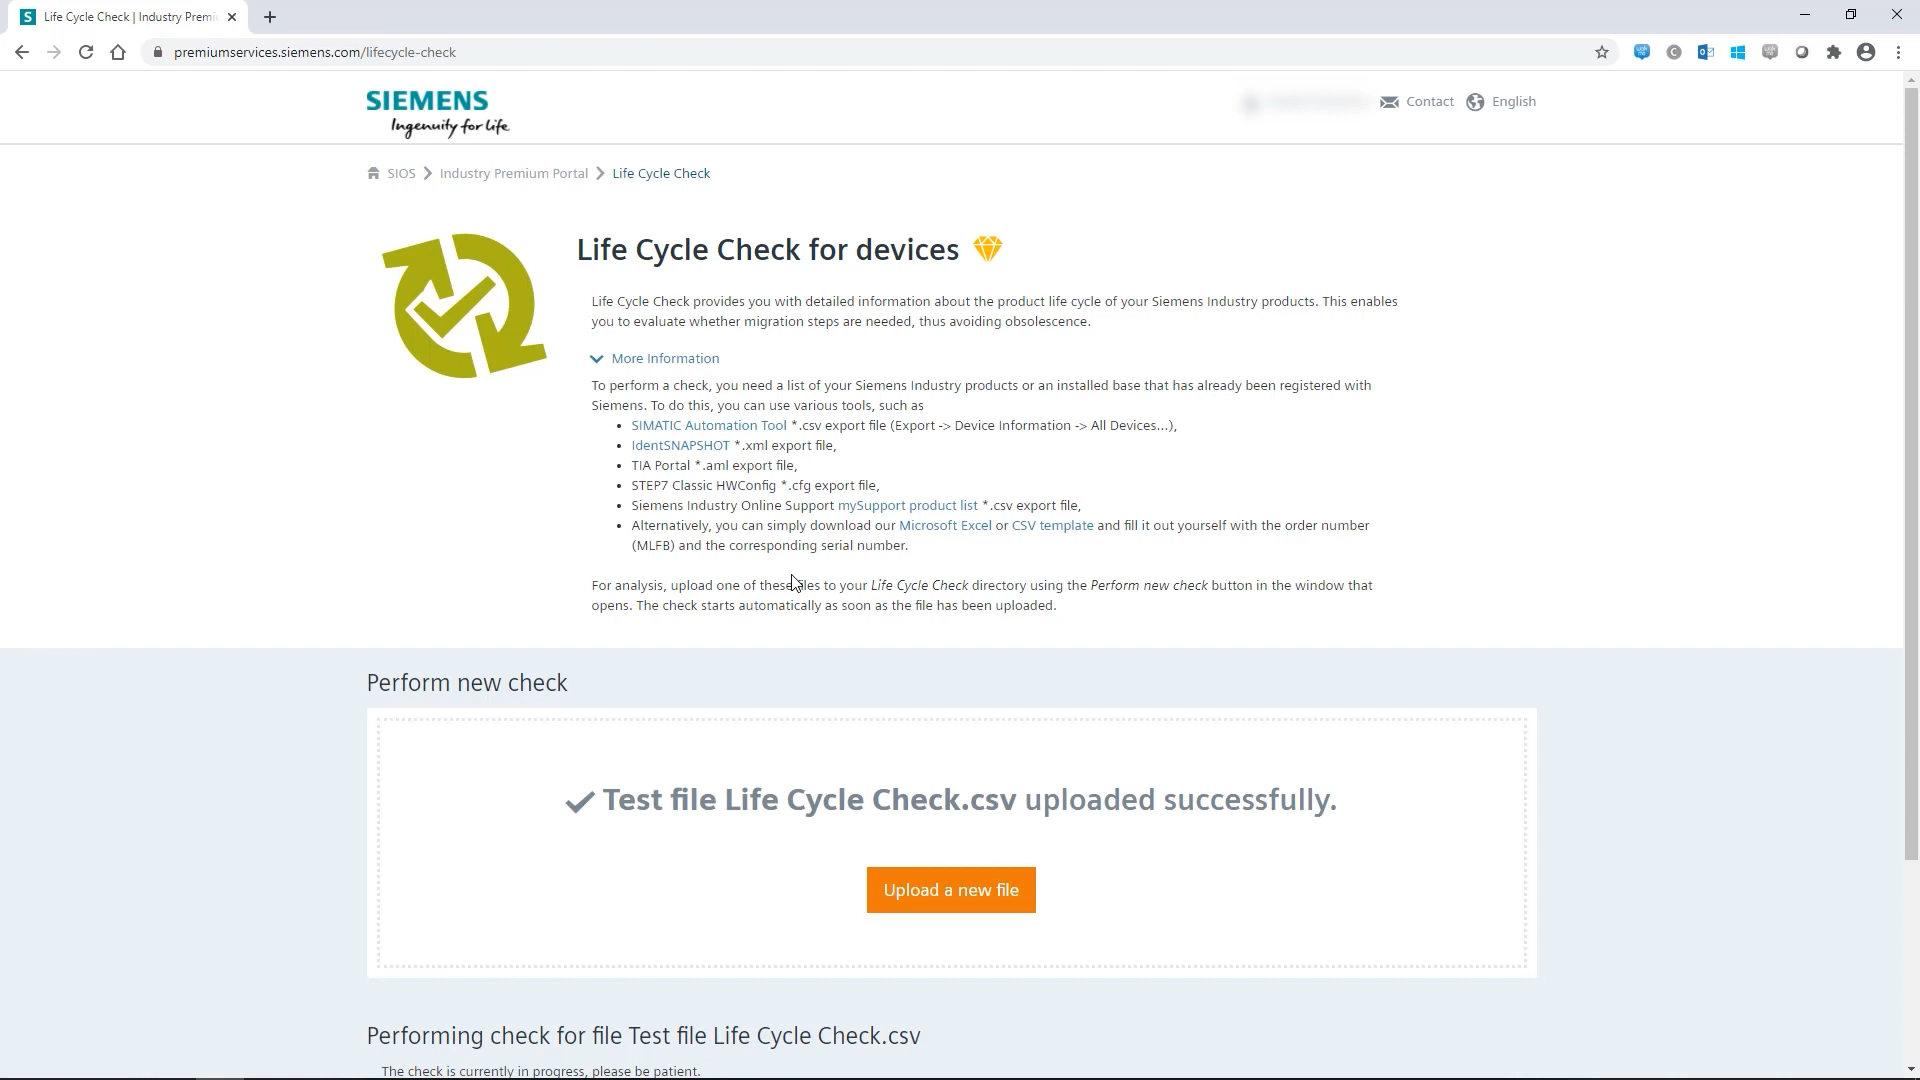 S Life Cycle Check | Industry Premi
premiumservices.siemens.com/lifecycle-check
SIEMENS
Ingenuity for life
Contact English
SIOS Industry Premium Portal Life Cycle Check
Life Cycle Check for devices
Life Cycle Check provides you with detailed information about the product life cycle of your Siemens Industry products. This enables
you to evaluate whether migration steps are needed, thus avoiding obsolescence.
More Information
To perform a check, you need a list of your Siemens Industry products or an installed base that has already been registered with
Siemens. To do this, you can use various tools, such as
• SIMATIC Automation Tool *.csv export file (Export -> Device Information -> All Devices...),
• IdentSNAPSHOT *.xml export file,
• TIA Portal *.aml export file,
• STEP7 Classic HWConfig *.cfg export file,
• Siemens Industry Online Support mySupport product list *.csv export file,
• Alternatively, you can simply download our Microsoft Excel or CSV template and fill it out yourself with the order number
(MLFB) and the corresponding serial number.
For analysis, upload one of these files to your Life Cycle Check directory using the Perform new check button in the window that
opens. The check starts automatically as soon as the file has been uploaded.
Perform new check
Test file Life Cycle Check.csv uploaded successfully.
Upload a new file
Performing check for file Test file Life Cycle Check.csv
The check is currently in progress, please be patient.